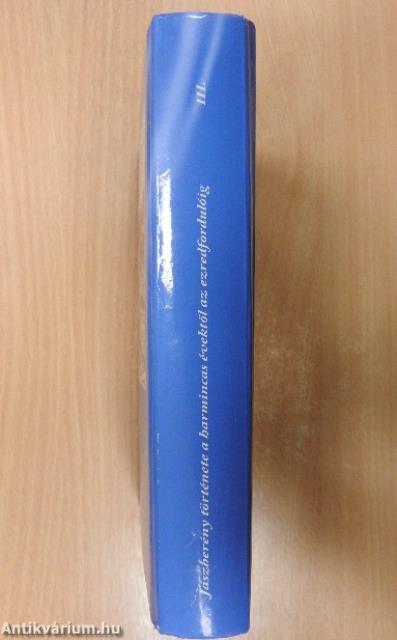 Jászberény története a harmincas évektől az ezredfordulóig III.
Antikvárium.hu